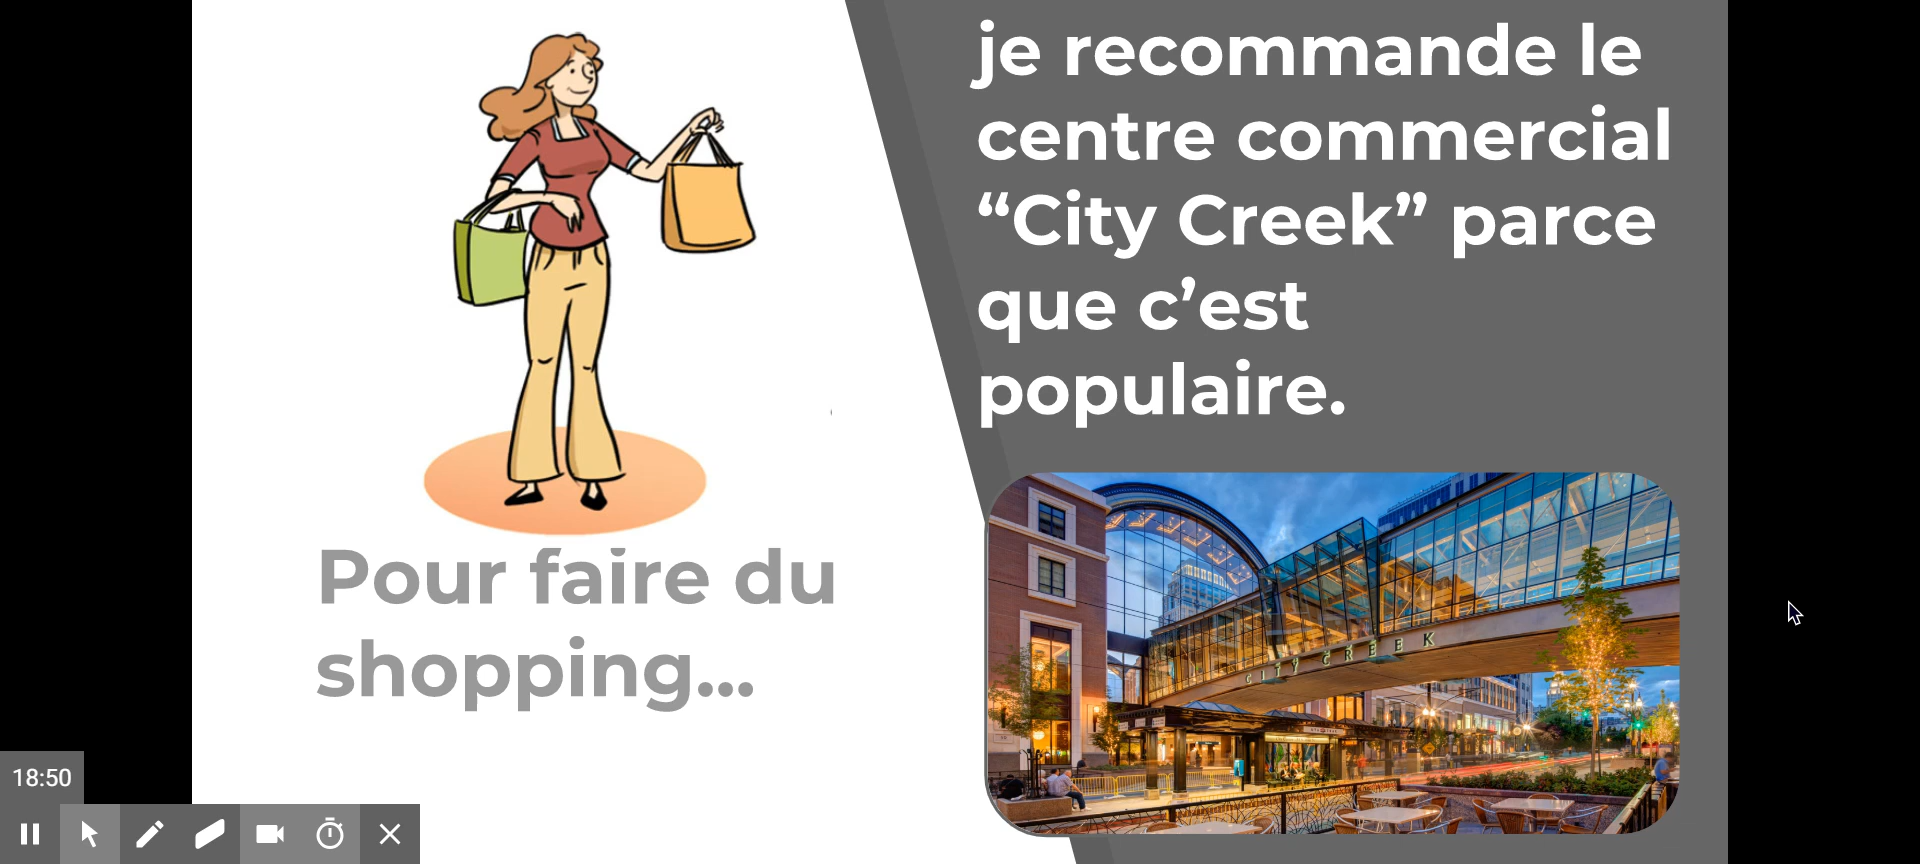 Pour faire du
shopping...
je recommande le
centre commercial
“City Creek” parce
que c’est
populaire.
CITY CREEK
18:50